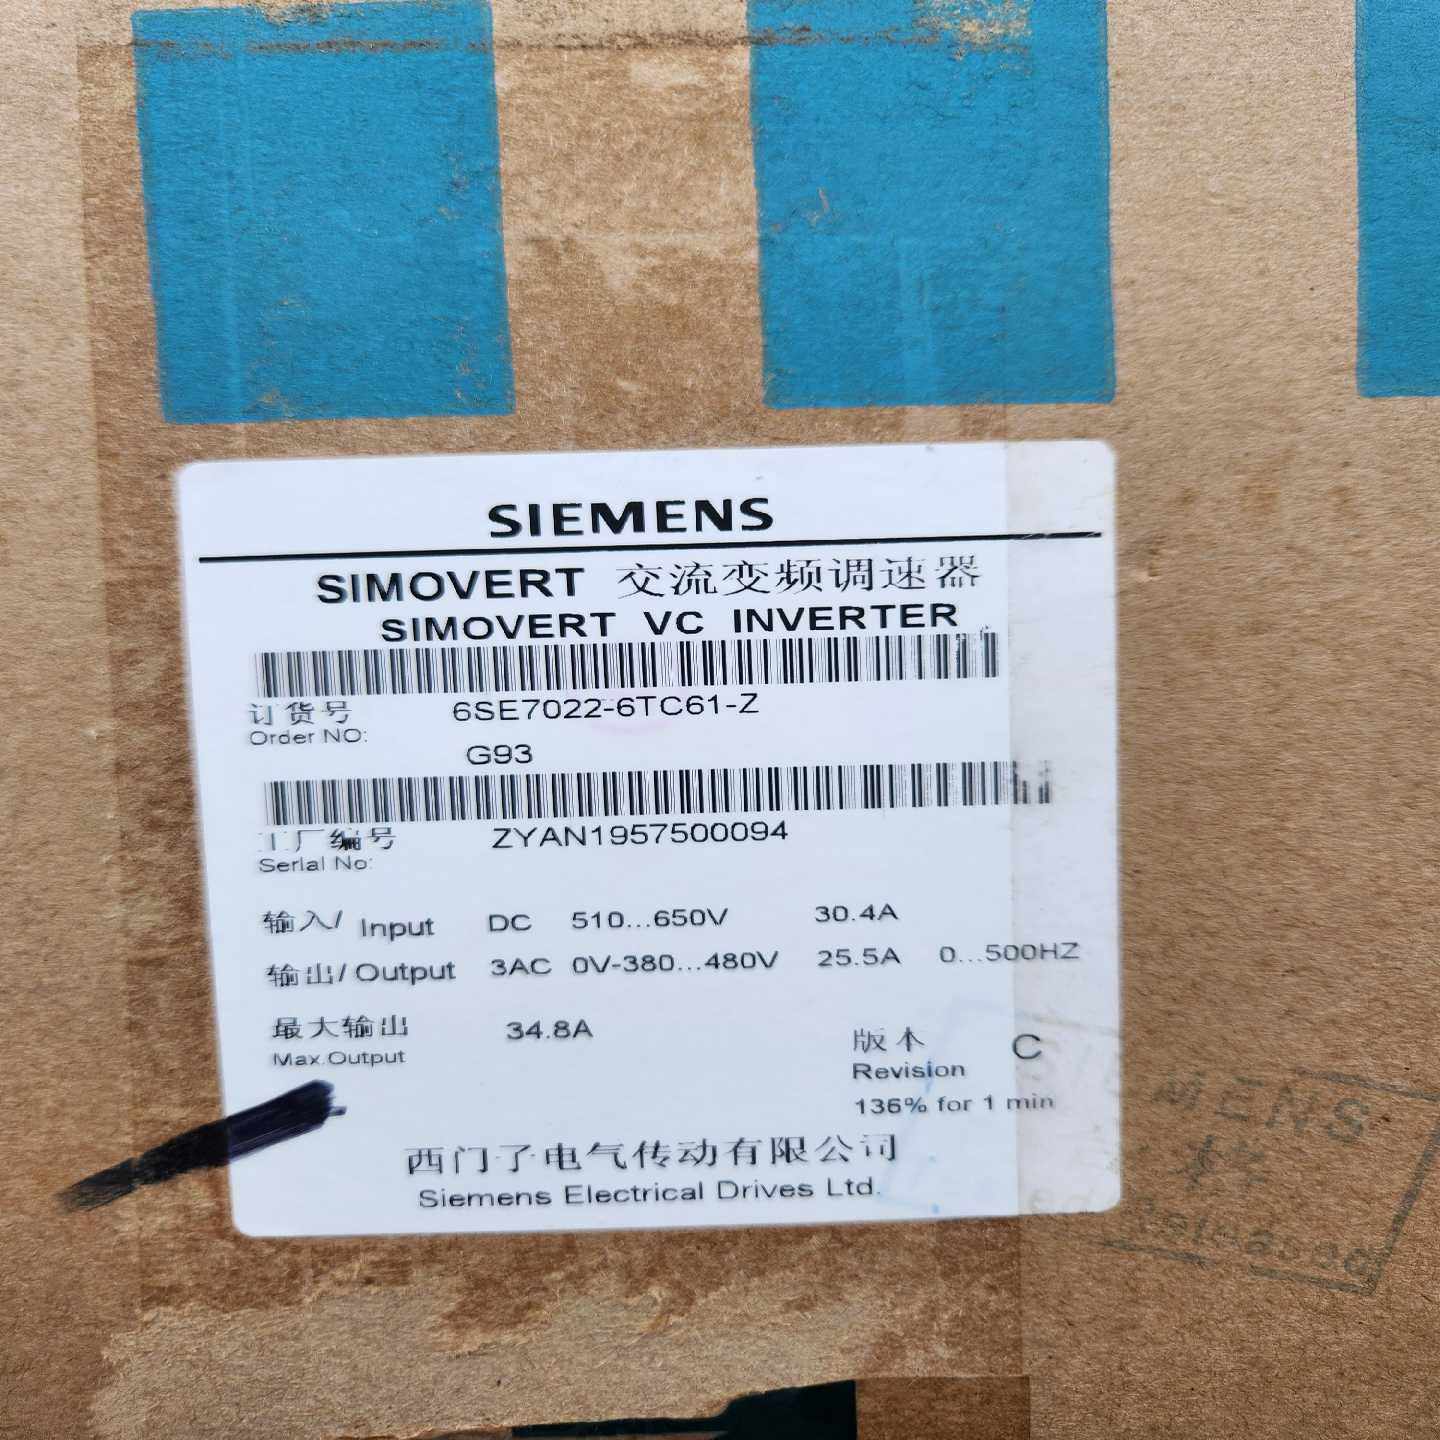 SIEMENS
SIMOVERT 交流变频调速器
SIMOVERT VC INVERTER
订货号 6SE7022-6TC61-Z
Order NO:
G93
工厂编号 ZYAN1957500094
Serial No:
输入/ Input DC 510...650V 30.4A
输出/ Output 3AC 0V-380...480V 25.5A 0...500HZ
最大输出 34.8A
Max.Output
版本 C
Revision
136% for 1 min
西门子电气传动有限公司
Siemens Electrical Drives Ltd.
SIEMENS
Released